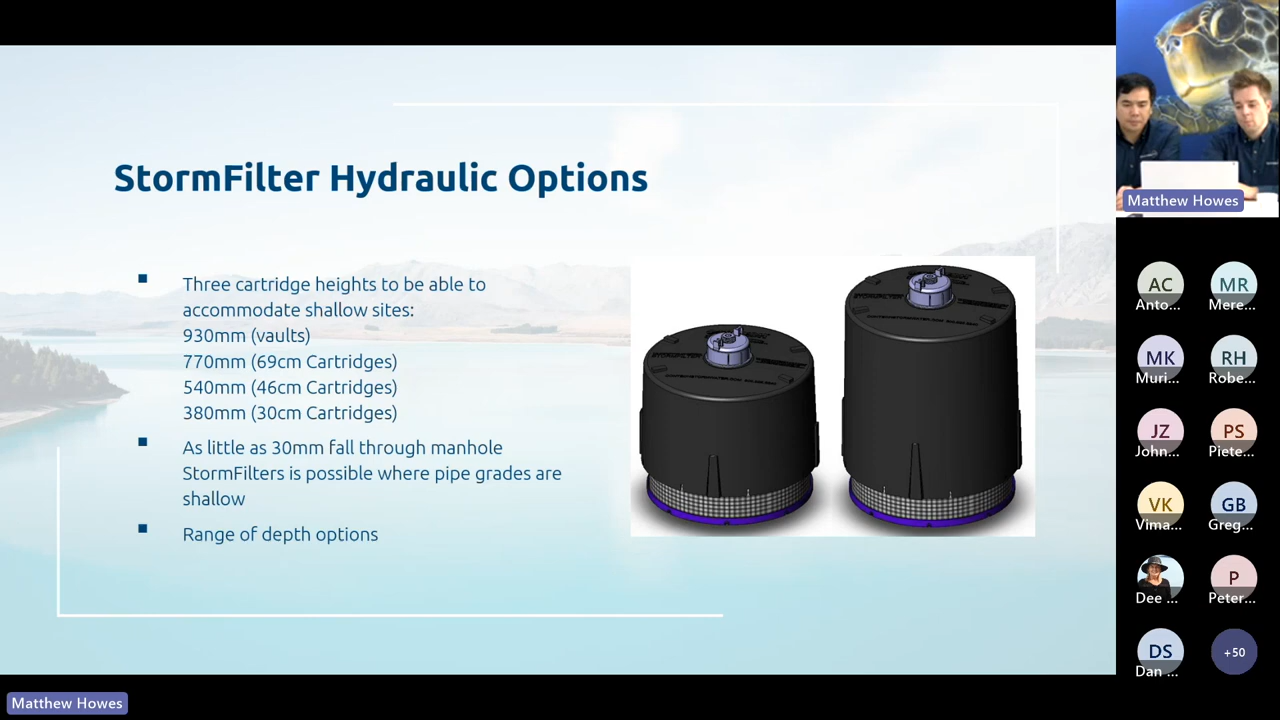 StormFilter Hydraulic Options
Three cartridge heights to be able to
accommodate shallow sites:
930mm (vaults)
770mm (69cm Cartridges)
540mm (46cm Cartridges)
380mm (30cm Cartridges)
As little as 30mm fall through manhole
StormFilters is possible where pipe grades are
shallow
Range of depth options
Matthew Howes
AC
Anto...
MR
Mere...
MK
Muri...
RH
Robe...
JZ
John...
PS
Piete...
VK
Vima...
GB
Greg...
Dee ...
P
Peter...
DS
Dan ...
+50
Matthew Howes